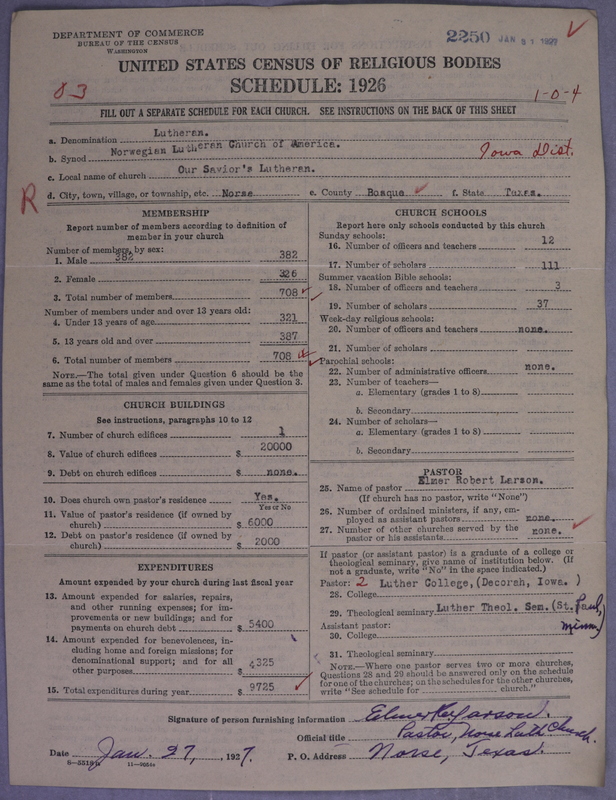 DEPARTMENT OF COMMERCE
BUREAU OF THE CENSUS
WASHINGTON
2250 JAN 31 1927
UNITED STATES CENSUS OF RELIGIOUS BODIES
83
SCHEDULE: 1926
1-0-4
FILL OUT A SEPARATE SCHEDULE FOR EACH CHURCH. SEE INSTRUCTIONS ON THE BACK OF THIS SHEET
a. Denomination Lutheran.
b. Synod Norwegian Lutheran Church of America. Iowa Dist.
c. Local name of church Our Savior's Lutheran.
R
d. City, town, village, or township, etc. Norse e. County Bosque f. State Texas.
MEMBERSHIP
Report number of members according to definition of
member in your church
Number of members, by sex:
1. Male 382 382
2. Female 326
3. Total number of members 708
Number of members under and over 13 years old:
4. Under 13 years of age 321
5. 13 years old and over 387
6. Total number of members 708
NOTE.—The total given under Question 6 should be the
same as the total of males and females given under Question 3.
CHURCH BUILDINGS
See instructions, paragraphs 10 to 12
7. Number of church edifices 1
8. Value of church edifices $ 20000
9. Debt on church edifices $ none.
10. Does church own pastor's residence Yes.
Yes or No
11. Value of pastor's residence (if owned by
church) $ 6000
12. Debt on pastor's residence (if owned by
church) $ 2000
EXPENDITURES
Amount expended by your church during last fiscal year
13. Amount expended for salaries, repairs,
and other running expenses; for im-
provements or new buildings; and for
payments on church debt $ 5400
14. Amount expended for benevolences, in-
cluding home and foreign missions; for
denominational support; and for all
other purposes $ 4325
15. Total expenditures during year $ 9725
CHURCH SCHOOLS
Report here only schools conducted by this church
Sunday schools:
16. Number of officers and teachers 12
17. Number of scholars 111
Summer vacation Bible schools:
18. Number of officers and teachers 3
19. Number of scholars 37
Week-day religious schools:
20. Number of officers and teachers none.
21. Number of scholars
Parochial schools:
22. Number of administrative officers none.
23. Number of teachers—
a. Elementary (grades 1 to 8)
b. Secondary
24. Number of scholars—
a. Elementary (grades 1 to 8)
b. Secondary
PASTOR
25. Name of pastor Elmer Robert Larson.
(If church has no pastor, write "None")
26. Number of ordained ministers, if any, em-
ployed as assistant pastors none.
27. Number of other churches served by the
pastor or his assistants none.
If pastor (or assistant pastor) is a graduate of a college or
theological seminary, give name of institution below. (If
not a graduate, write "No" in the space indicated.)
Pastor: 2 Luther College,(Decorah, Iowa. )
28. College
29. Theological seminary Luther Theol. Sem.(St. Paul, Minn)
Assistant pastor:
30. College
31. Theological seminary
NOTE.—Where one pastor serves two or more churches,
Questions 28 and 29 should be answered only on the schedule
for one of the churches; on the schedules for the other churches,
write "See schedule for church."
Signature of person furnishing information Elmer R. Larson.
Official title Pastor, Norse Luth Church.
Date Jan. 27, 1927. P. O. Address Norse, Texas.